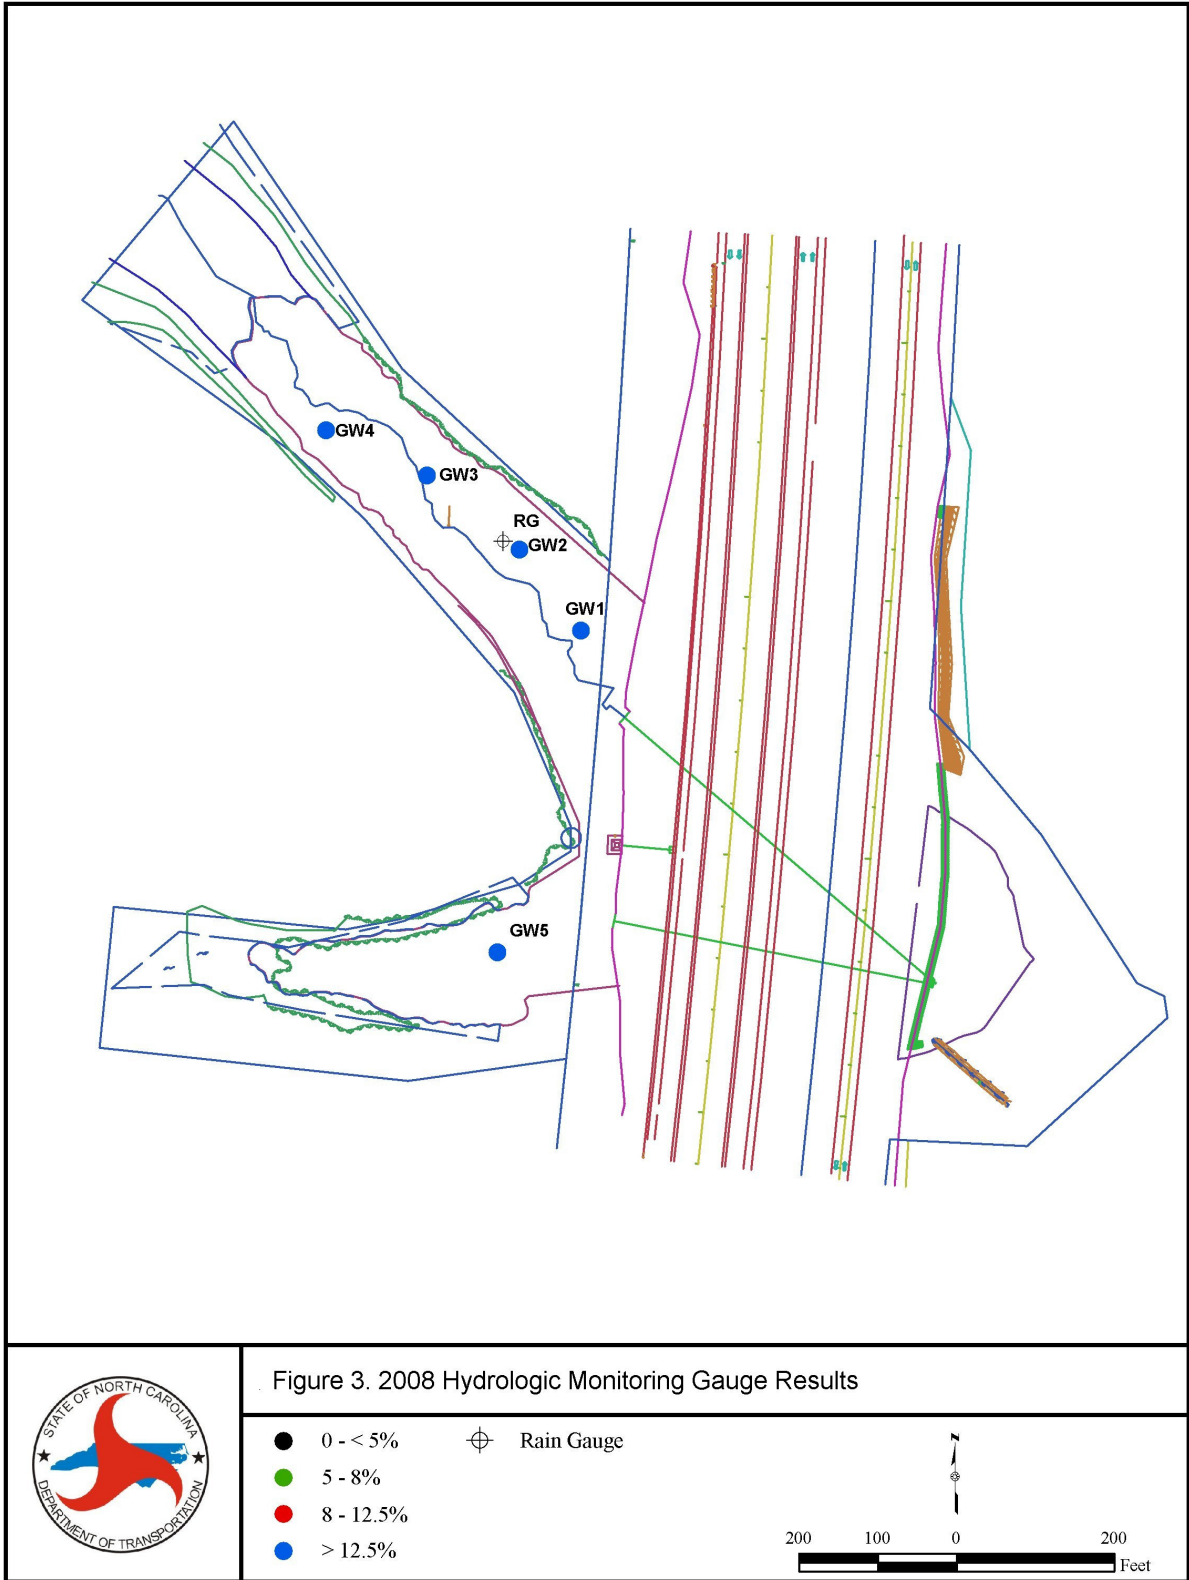 GW4
GW3
RG
GW2
GW1
GW5
Figure 3. 2008 Hydrologic Monitoring Gauge Results
STATE OF NORTH CAROLINA
DEPARTMENT OF TRANSPORTATION
0 - < 5%
Rain Gauge
5 - 8%
8 - 12.5%
> 12.5%
N
200 100 0 200
Feet